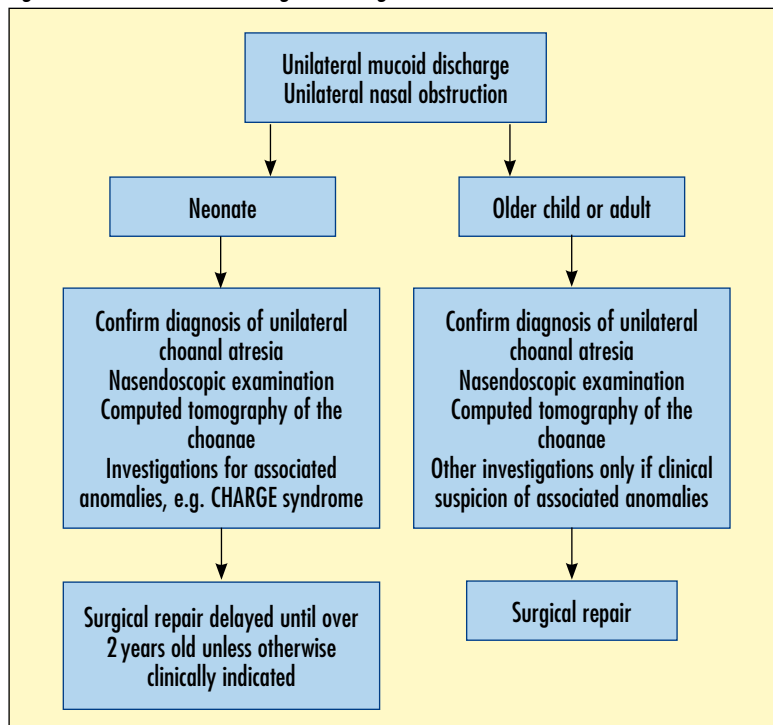 Unilateral mucoid discharge
Unilateral nasal obstruction
Neonate
Older child or adult
Confirm diagnosis of unilateral
choanal atresia
Nasendoscopic examination
Computed tomography of the
choanae
Investigations for associated
anomalies, e.g. CHARGE syndrome
Confirm diagnosis of unilateral
choanal atresia
Nasendoscopic examination
Computed tomography of the
choanae
Other investigations only if clinical
suspicion of associated anomalies
Surgical repair delayed until over
2 years old unless otherwise
clinically indicated
Surgical repair